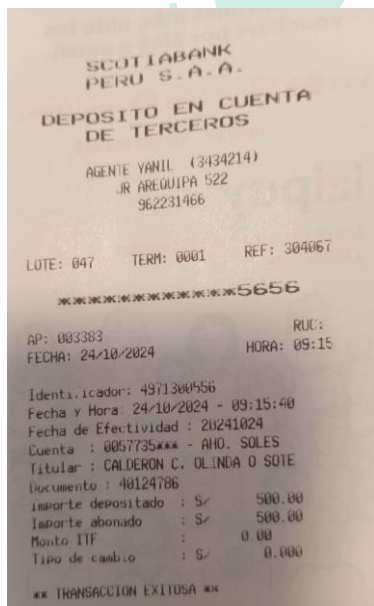 SCOTIABANK
PERU S.A.A.
DEPOSITO EN CUENTA
DE TERCEROS
AGENTE YANIL (3434214)
JR AREQUIPA 522
962231466
LOTE: 047 TERM: 0001 REF: 304067
************5656
AP: 003383 RUC:
FECHA: 24/10/2024 HORA: 09:15
Identi.icador: 4971300556
Fecha y Hora: 24/10/2024 - 09:15:40
Fecha de Efectividad : 20241024
Cuenta : 0057735*** - AHO. SOLES
Titular : CALDERON C. OLINDA O SOTE
Documento : 40124786
importe depositado : S/ 500.00
Importe abonado : S/ 500.00
Monto ITF : 0.00
Tipo de cambio : S/ 0.000
** TRANSACCION EXITOSA **